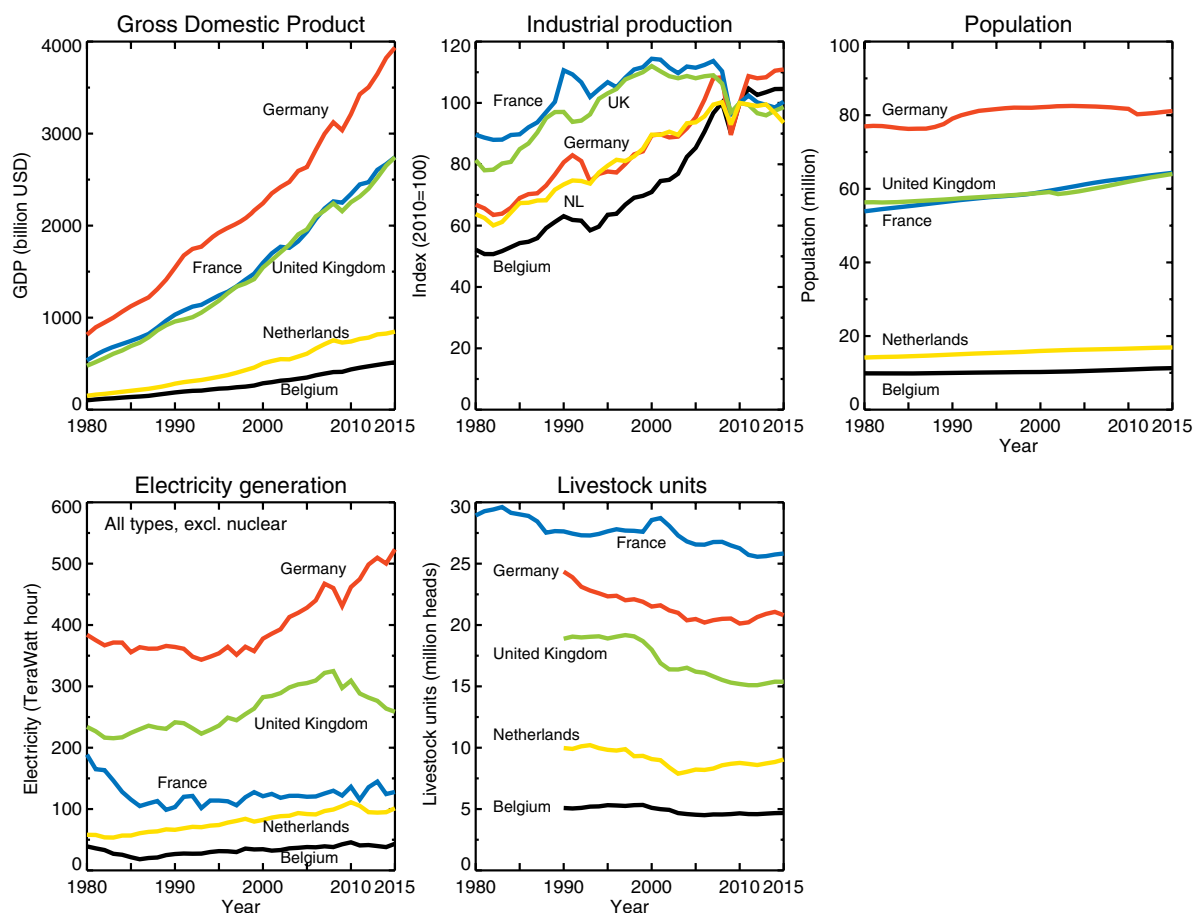 Gross Domestic Product
GDP (billion USD)
4000
3000
2000
1000
0
Germany
France
United Kingdom
Netherlands
Belgium
1980
1990
2000
2010
2015
Industrial production
Index (2010=100)
120
100
80
60
40
20
0
France
UK
Germany
NL
Belgium
1980
1990
2000
2010
2015
Population
Population (million)
100
80
60
40
20
0
Germany
United Kingdom
France
Netherlands
Belgium
1980
1990
2000
2010
2015
Year
Electricity generation
Electricity (TeraWatt hour)
600
500
400
300
200
100
0
All types, excl. nuclear
Germany
United Kingdom
France
Netherlands
Belgium
1980
1990
2000
2010
2015
Year
Livestock units
Livestock units (million heads)
30
25
20
15
10
5
0
France
Germany
United Kingdom
Netherlands
Belgium
1980
1990
2000
2010
2015
Year